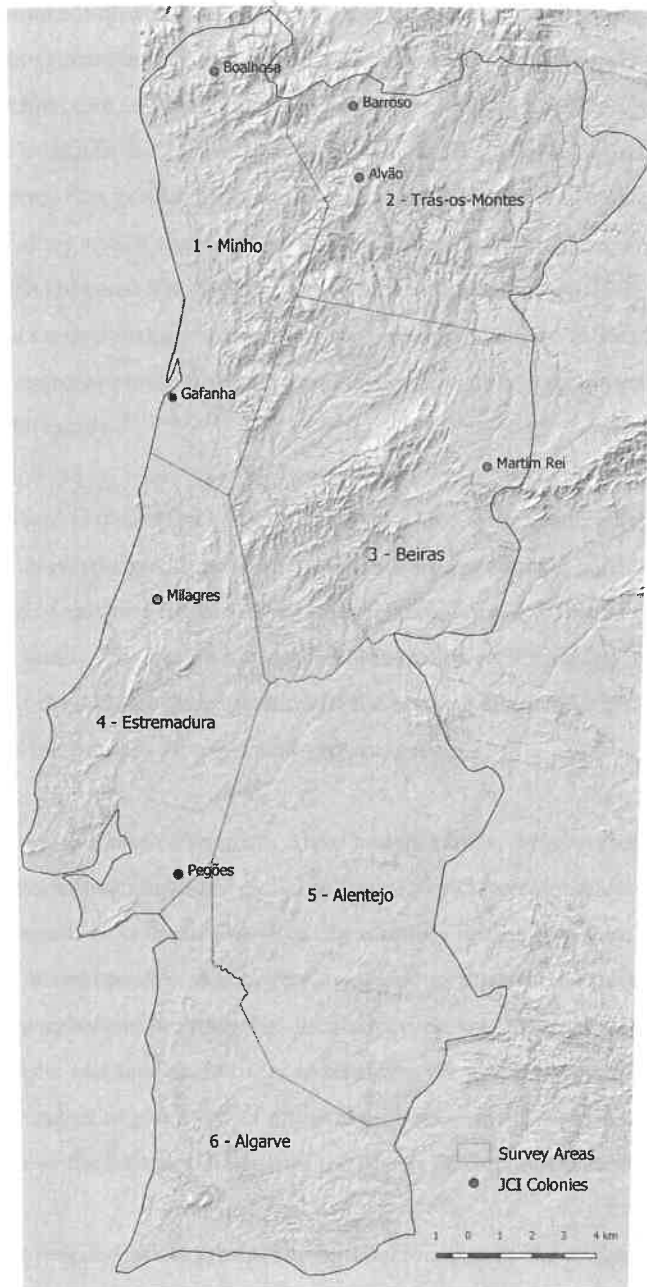 Boalhosa
Barroso
Alvão
2 - Trás-os-Montes
1 - Minho
Gafanha
Martim Rei
3 - Beiras
Milagres
4 - Estremadura
Pegões
5 - Alentejo
6 - Algarve
Survey Areas
JCI Colonies
1 0 1 2 3 4 km